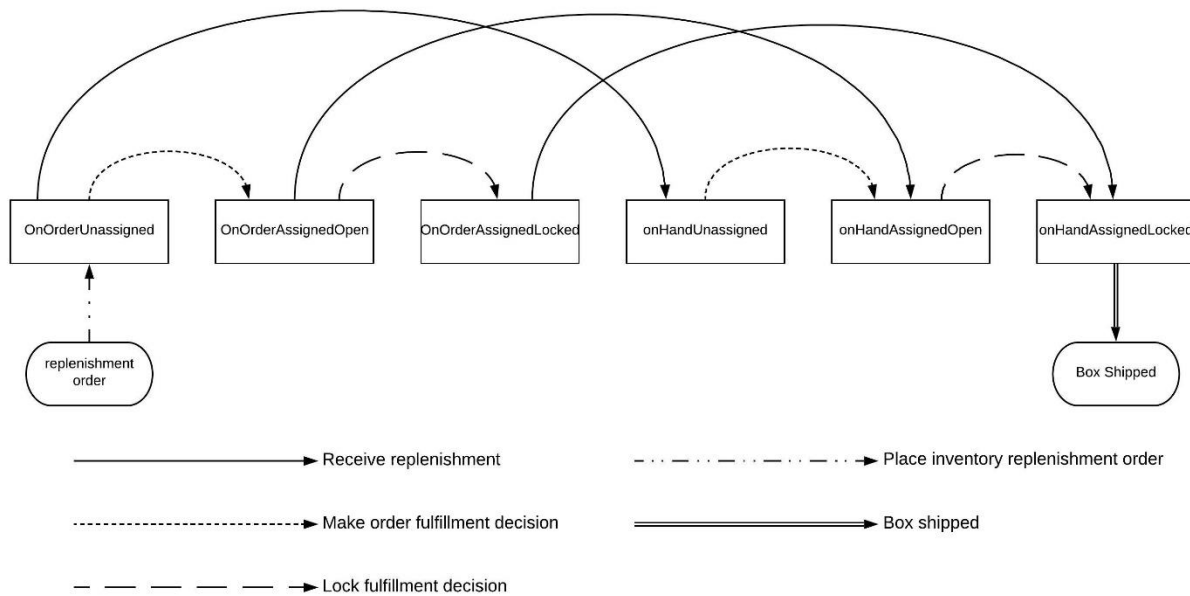 OnOrderUnassigned
OnOrderAssignedOpen
OnOrderAssignedLocked
onHandUnassigned
onHandAssignedOpen
onHandAssignedLocked
replenishment
order
Box Shipped
Receive replenishment
Place inventory replenishment order
Make order fulfillment decision
Box shipped
Lock fulfillment decision